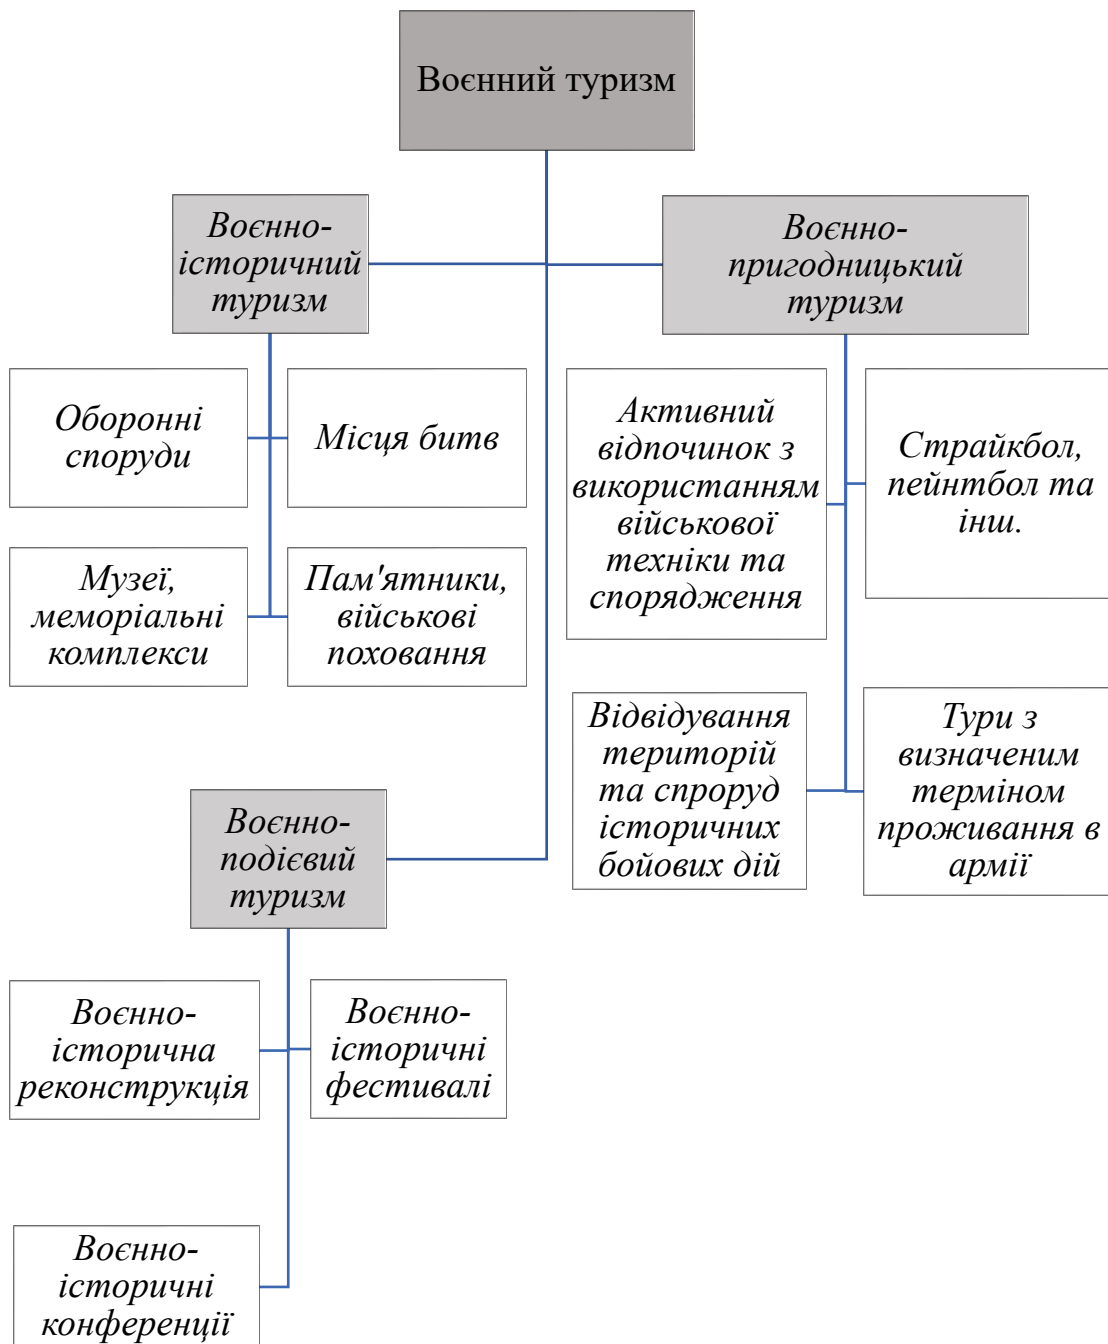 Воєнний туризм
Воєнно-
історичний
туризм
Воєнно-
пригодницький
туризм
Оборонні
споруди
Місця битв
Музеї,
меморіальні
комплекси
Пам'ятники,
військові
поховання
Активний
відпочинок з
використанням
військової
техніки та
спорядження
Страйкбол,
пейнтбол та
інш.
Відвідування
територій
та спроруд
історичних
бойових дій
Тури з
визначеним
терміном
проживання в
армії
Воєнно-
подієвий
туризм
Воєнно-
історична
реконструкція
Воєнно-
історичні
фестивалі
Воєнно-
історичні
конференції